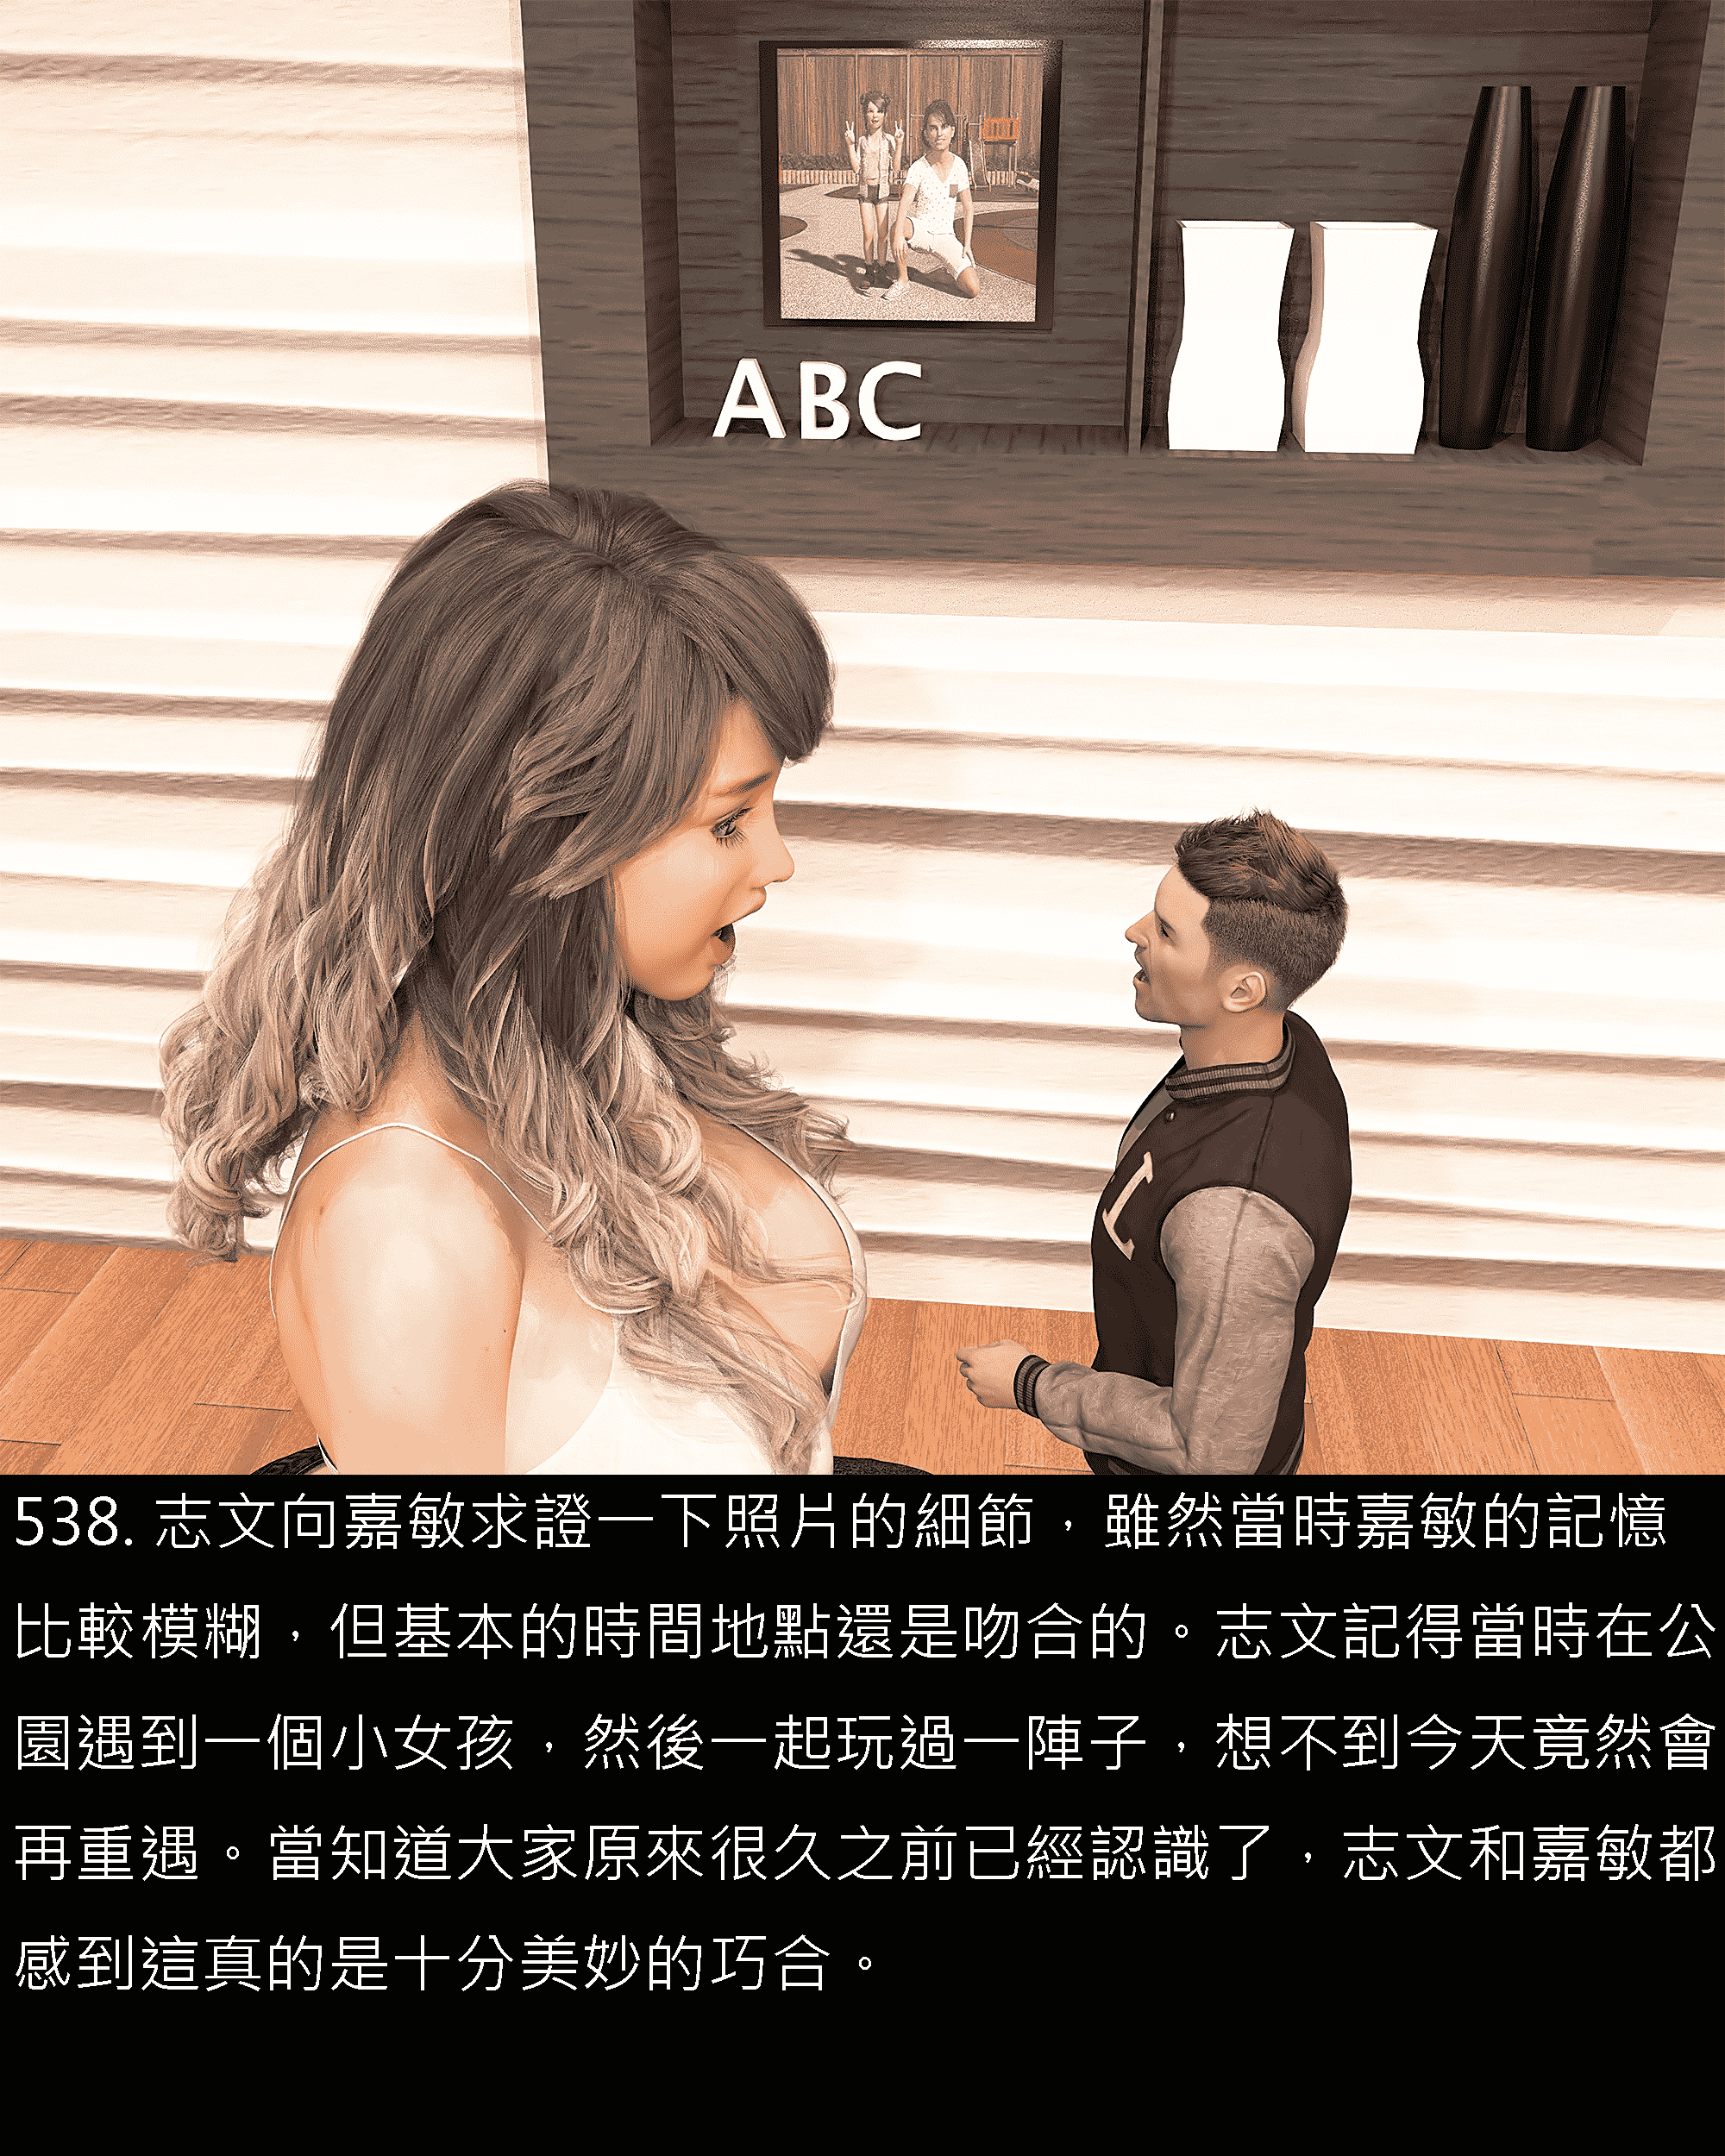 ABC
I
538. 志文向嘉敏求證一下照片的細節，雖然當時嘉敏的記憶
比較模糊，但基本的時間地點還是吻合的。志文記得當時在公
園遇到一個小女孩，然後一起玩過一陣子，想不到今天竟然會
再重遇。當知道大家原來很久之前已經認識了，志文和嘉敏都
感到這真的是十分美妙的巧合。